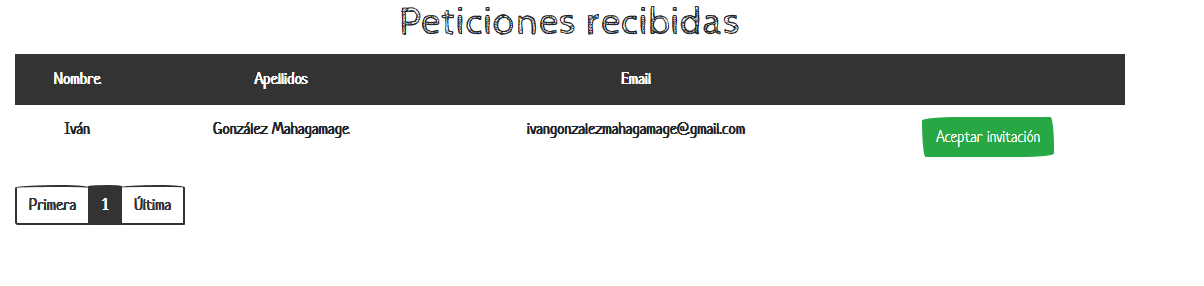 Peticiones recibidas
Nombre Apellidos Email
Iván González Mahagamage ivangonzalezmahagamage@gmail.com Aceptar invitación
Primera 1 Última